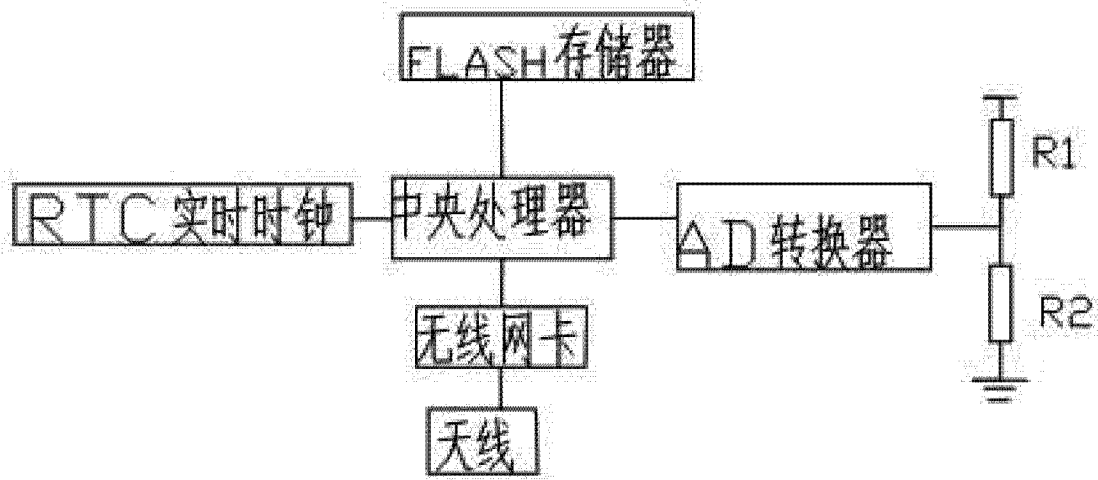 FLASH存储器
R1
RTC实时时钟
中央处理器
AD转换器
R2
无线网卡
天线